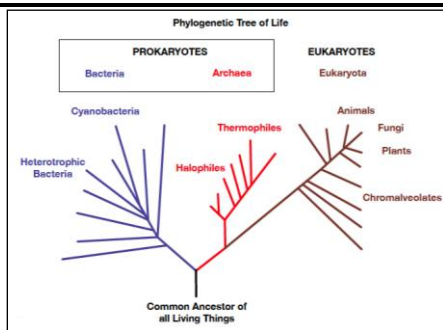 Phylogenetic Tree of Life
PROKARYOTES
EUKARYOTES
Bacteria
Archaea
Eukaryota
Cyanobacteria
Animals
Thermophiles
Fungi
Plants
Heterotrophic
Bacteria
Halophiles
Chromalveolates
Common Ancestor of
all Living Things